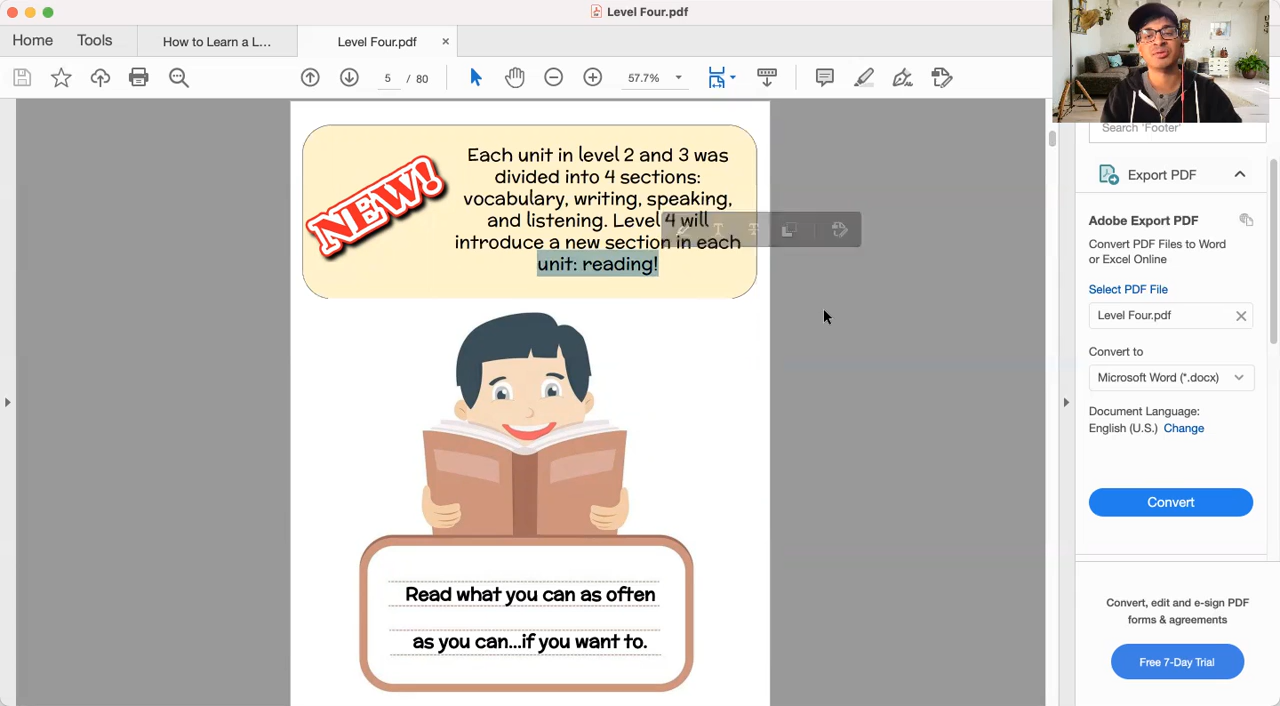 Level Four.pdf
Home
Tools
How to Learn a L...
Level Four.pdf
5 / 80
57.7%
NEW!
Each unit in level 2 and 3 was
divided into 4 sections:
vocabulary, writing, speaking,
and listening. Level 4 will
introduce a new section in each
unit: reading!
Read what you can as often
as you can...if you want to.
Search 'Footer'
Export PDF
Adobe Export PDF
Convert PDF Files to Word
or Excel Online
Select PDF File
Level Four.pdf
Convert to
Microsoft Word (*.docx)
Document Language:
English (U.S.) Change
Convert
Convert, edit and e-sign PDF
forms & agreements
Free 7-Day Trial